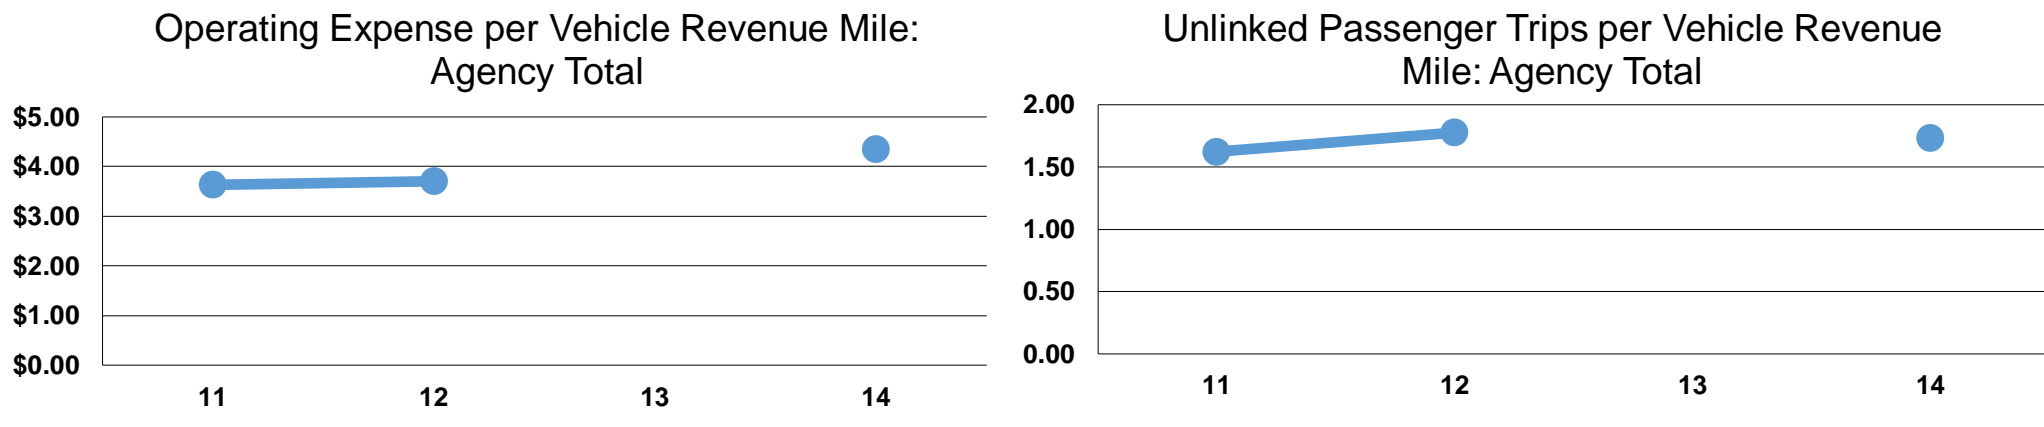 Operating Expense per Vehicle Revenue Mile:
Agency Total
$5.00
$4.00
$3.00
$2.00
$1.00
$0.00
11 12 13 14
Unlinked Passenger Trips per Vehicle Revenue
Mile: Agency Total
2.00
1.50
1.00
0.50
0.00
11 12 13 14